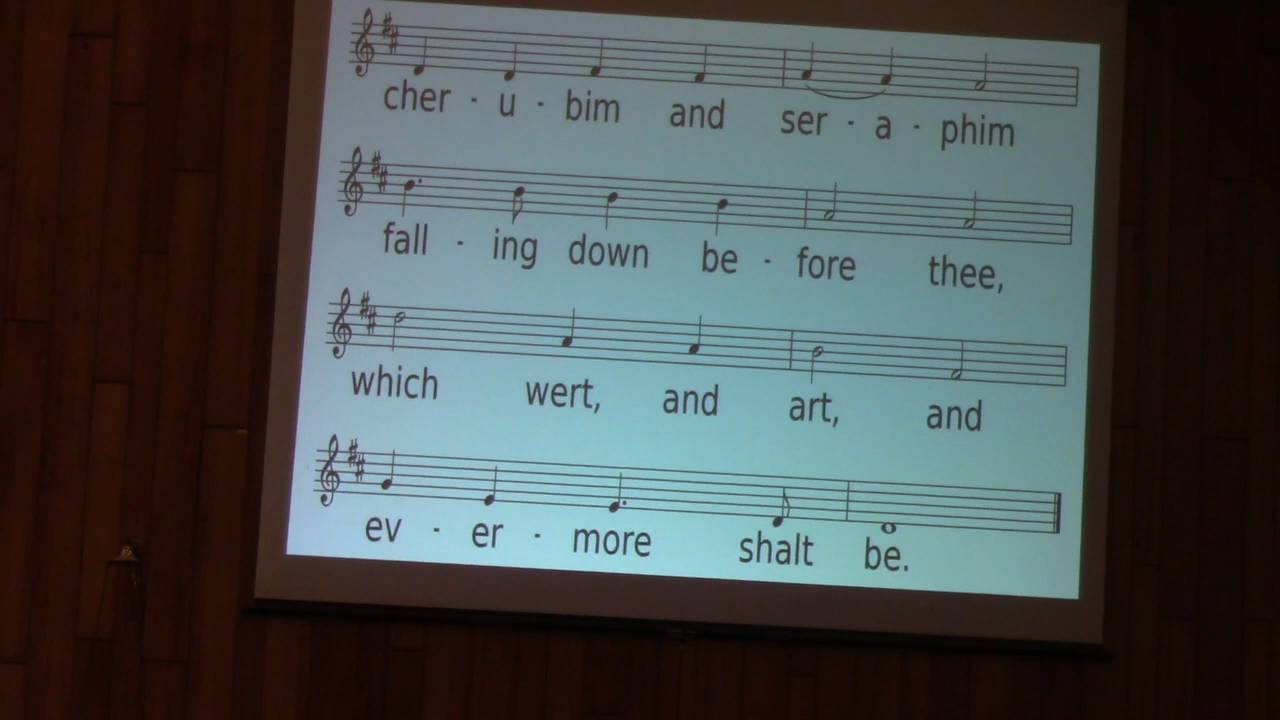 cher - u - bim and ser - a - phim
fall - ing down be - fore thee,
which wert, and art, and
ev - er - more shalt be.